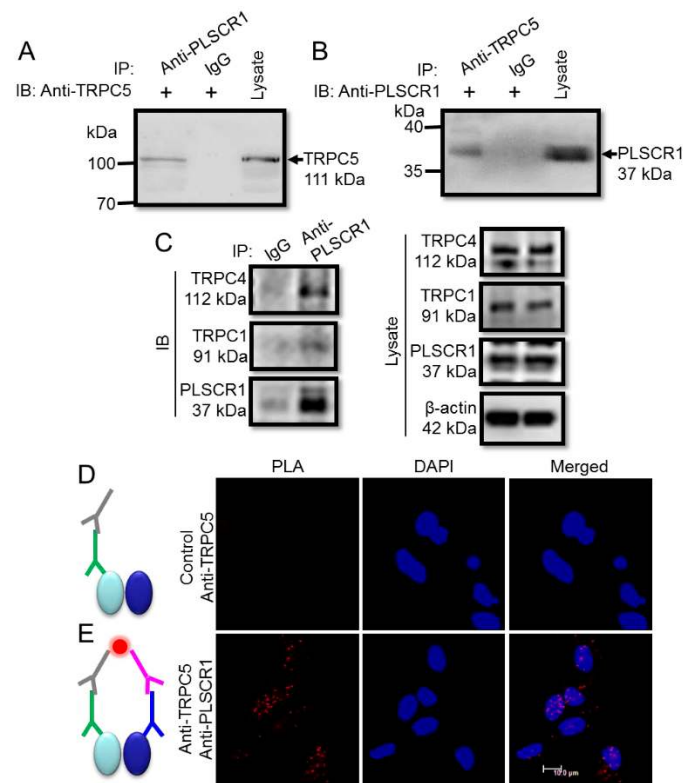 A
Anti-PLSCR1
IgG
Lysate
IP:
IB: Anti-TRPC5 + +
kDa
100
70
TRPC5
111 kDa
B
Anti-TRPC5
IgG
Lysate
IP:
IB: Anti-PLSCR1 + +
kDa
40
35
PLSCR1
37 kDa
C
IP: IgG Anti-PLSCR1
IB
TRPC4
112 kDa
TRPC1
91 kDa
PLSCR1
37 kDa
Lysate
TRPC4
112 kDa
TRPC1
91 kDa
PLSCR1
37 kDa
β-actin
42 kDa
PLA DAPI Merged
D
Control
Anti-TRPC5
E
Anti-TRPC5
Anti-PLSCR1
10.0 µm